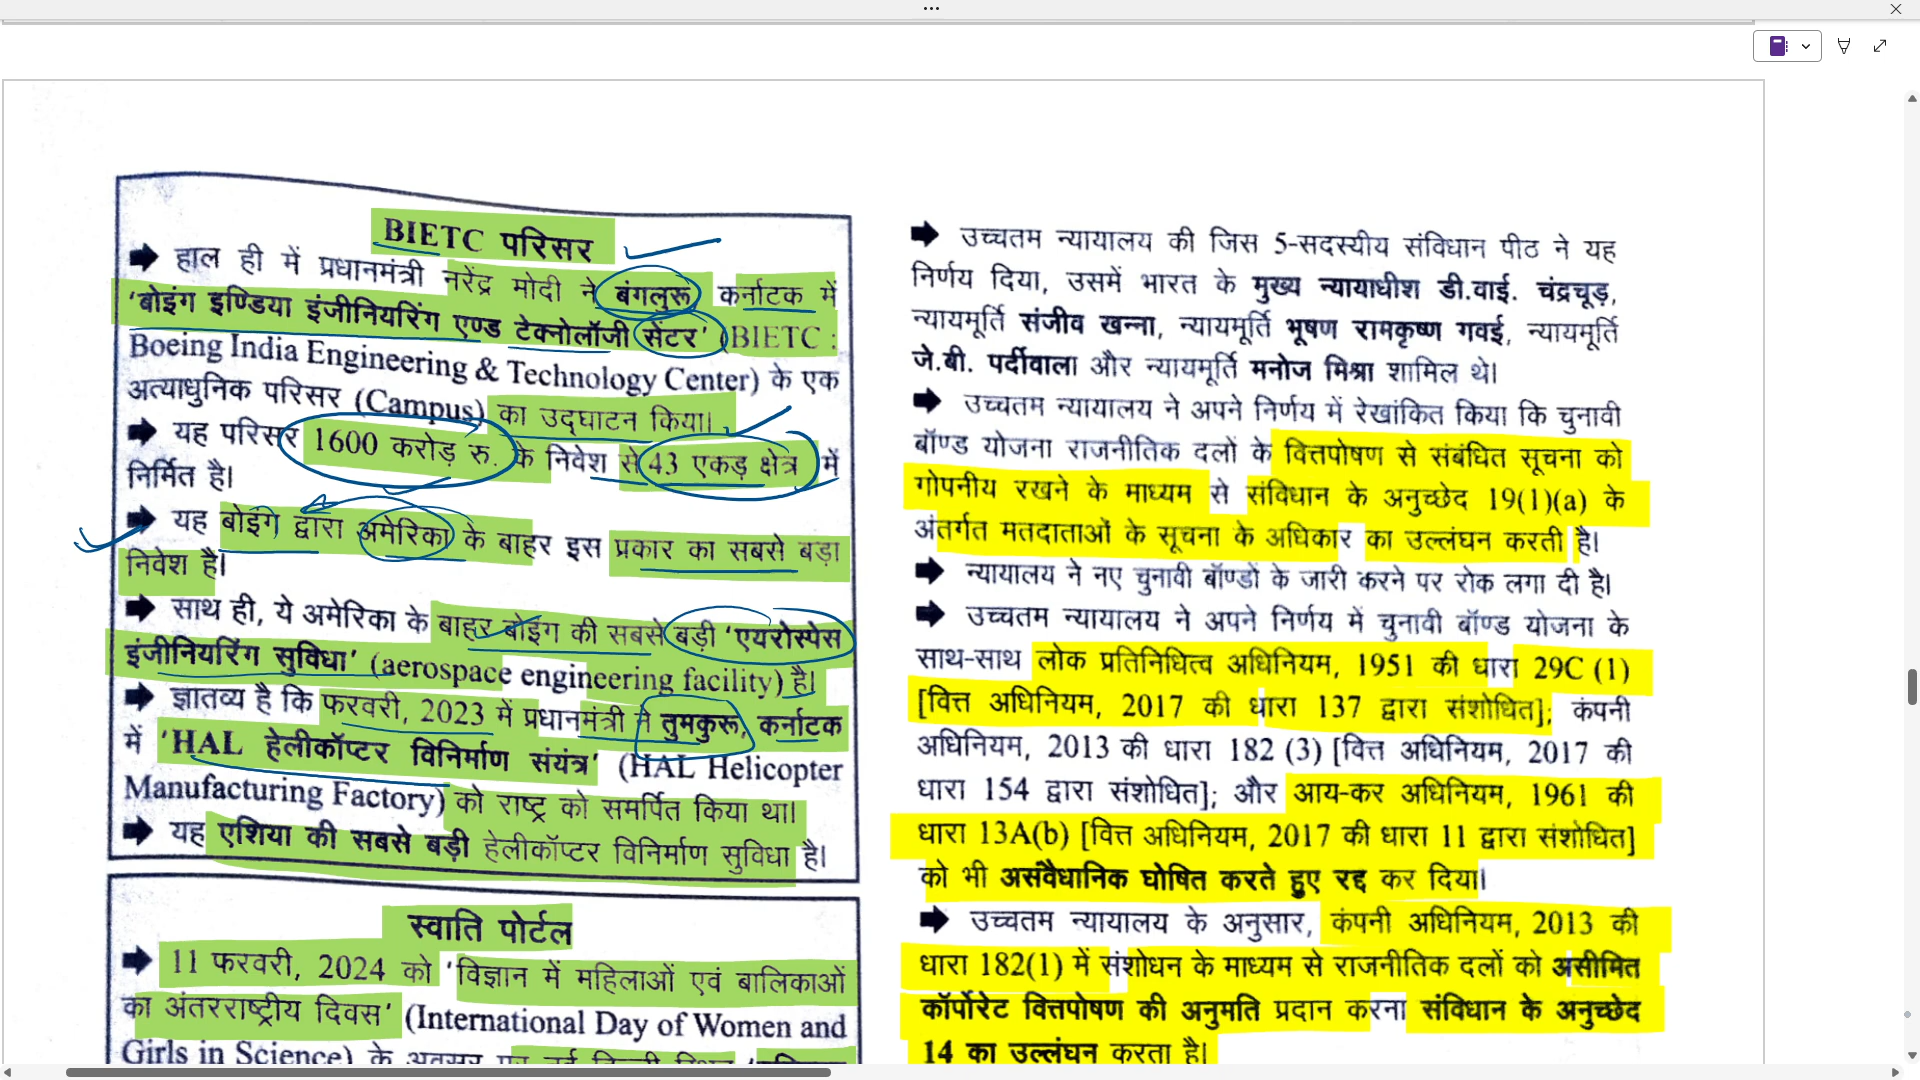 BIETC परिसर
➡ हाल ही में प्रधानमंत्री नरेंद्र मोदी ने बंगलुरू कर्नाटक में
'बोइंग इण्डिया इंजीनियरिंग एण्ड टेक्नोलॉजी सेंटर' (BIETC :
Boeing India Engineering & Technology Center) के एक
अत्याधुनिक परिसर (Campus) का उद्घाटन किया।
➡ यह परिसर 1600 करोड़ रु. के निवेश से 43 एकड़ क्षेत्र में
निर्मित है।
➡ यह बोइंग द्वारा अमेरिका के बाहर इस प्रकार का सबसे बड़ा
निवेश है।
➡ साथ ही, ये अमेरिका के बाहर बोइंग की सबसे बड़ी 'एयरोस्पेस
इंजीनियरिंग सुविधा' (aerospace engineering facility) है।
➡ ज्ञातव्य है कि फरवरी, 2023 में प्रधानमंत्री ने तुमकुरू, कर्नाटक
में 'HAL हेलीकॉप्टर विनिर्माण संयंत्र' (HAL Helicopter
Manufacturing Factory) को राष्ट्र को समर्पित किया था।
➡ यह एशिया की सबसे बड़ी हेलीकॉप्टर विनिर्माण सुविधा है।
स्वाति पोर्टल
➡ 11 फरवरी, 2024 को 'विज्ञान में महिलाओं एवं बालिकाओं
का अंतरराष्ट्रीय दिवस' (International Day of Women and
Girls in Science) के अवसर पर नई दिल्ली स्थित
➡ उच्चतम न्यायालय की जिस 5-सदस्यीय संविधान पीठ ने यह
निर्णय दिया, उसमें भारत के मुख्य न्यायाधीश डी.वाई. चंद्रचूड़,
न्यायमूर्ति संजीव खन्ना, न्यायमूर्ति भूषण रामकृष्ण गवई, न्यायमूर्ति
जे.बी. पर्दीवाला और न्यायमूर्ति मनोज मिश्रा शामिल थे।
➡ उच्चतम न्यायालय ने अपने निर्णय में रेखांकित किया कि चुनावी
बॉण्ड योजना राजनीतिक दलों के वित्तपोषण से संबंधित सूचना को
गोपनीय रखने के माध्यम से संविधान के अनुच्छेद 19(1)(a) के
अंतर्गत मतदाताओं के सूचना के अधिकार का उल्लंघन करती है।
➡ न्यायालय ने नए चुनावी बॉण्डों के जारी करने पर रोक लगा दी है।
➡ उच्चतम न्यायालय ने अपने निर्णय में चुनावी बॉण्ड योजना के
साथ-साथ लोक प्रतिनिधित्व अधिनियम, 1951 की धारा 29C (1)
[वित्त अधिनियम, 2017 की धारा 137 द्वारा संशोधित]; कंपनी
अधिनियम, 2013 की धारा 182 (3) [वित्त अधिनियम, 2017 की
धारा 154 द्वारा संशोधित]; और आय-कर अधिनियम, 1961 की
धारा 13A(b) [वित्त अधिनियम, 2017 की धारा 11 द्वारा संशोधित]
को भी असंवैधानिक घोषित करते हुए रद्द कर दिया।
➡ उच्चतम न्यायालय के अनुसार, कंपनी अधिनियम, 2013 की
धारा 182(1) में संशोधन के माध्यम से राजनीतिक दलों को असीमित
कॉर्पोरेट वित्तपोषण की अनुमति प्रदान करना संविधान के अनुच्छेद
14 का उल्लंघन करता है।